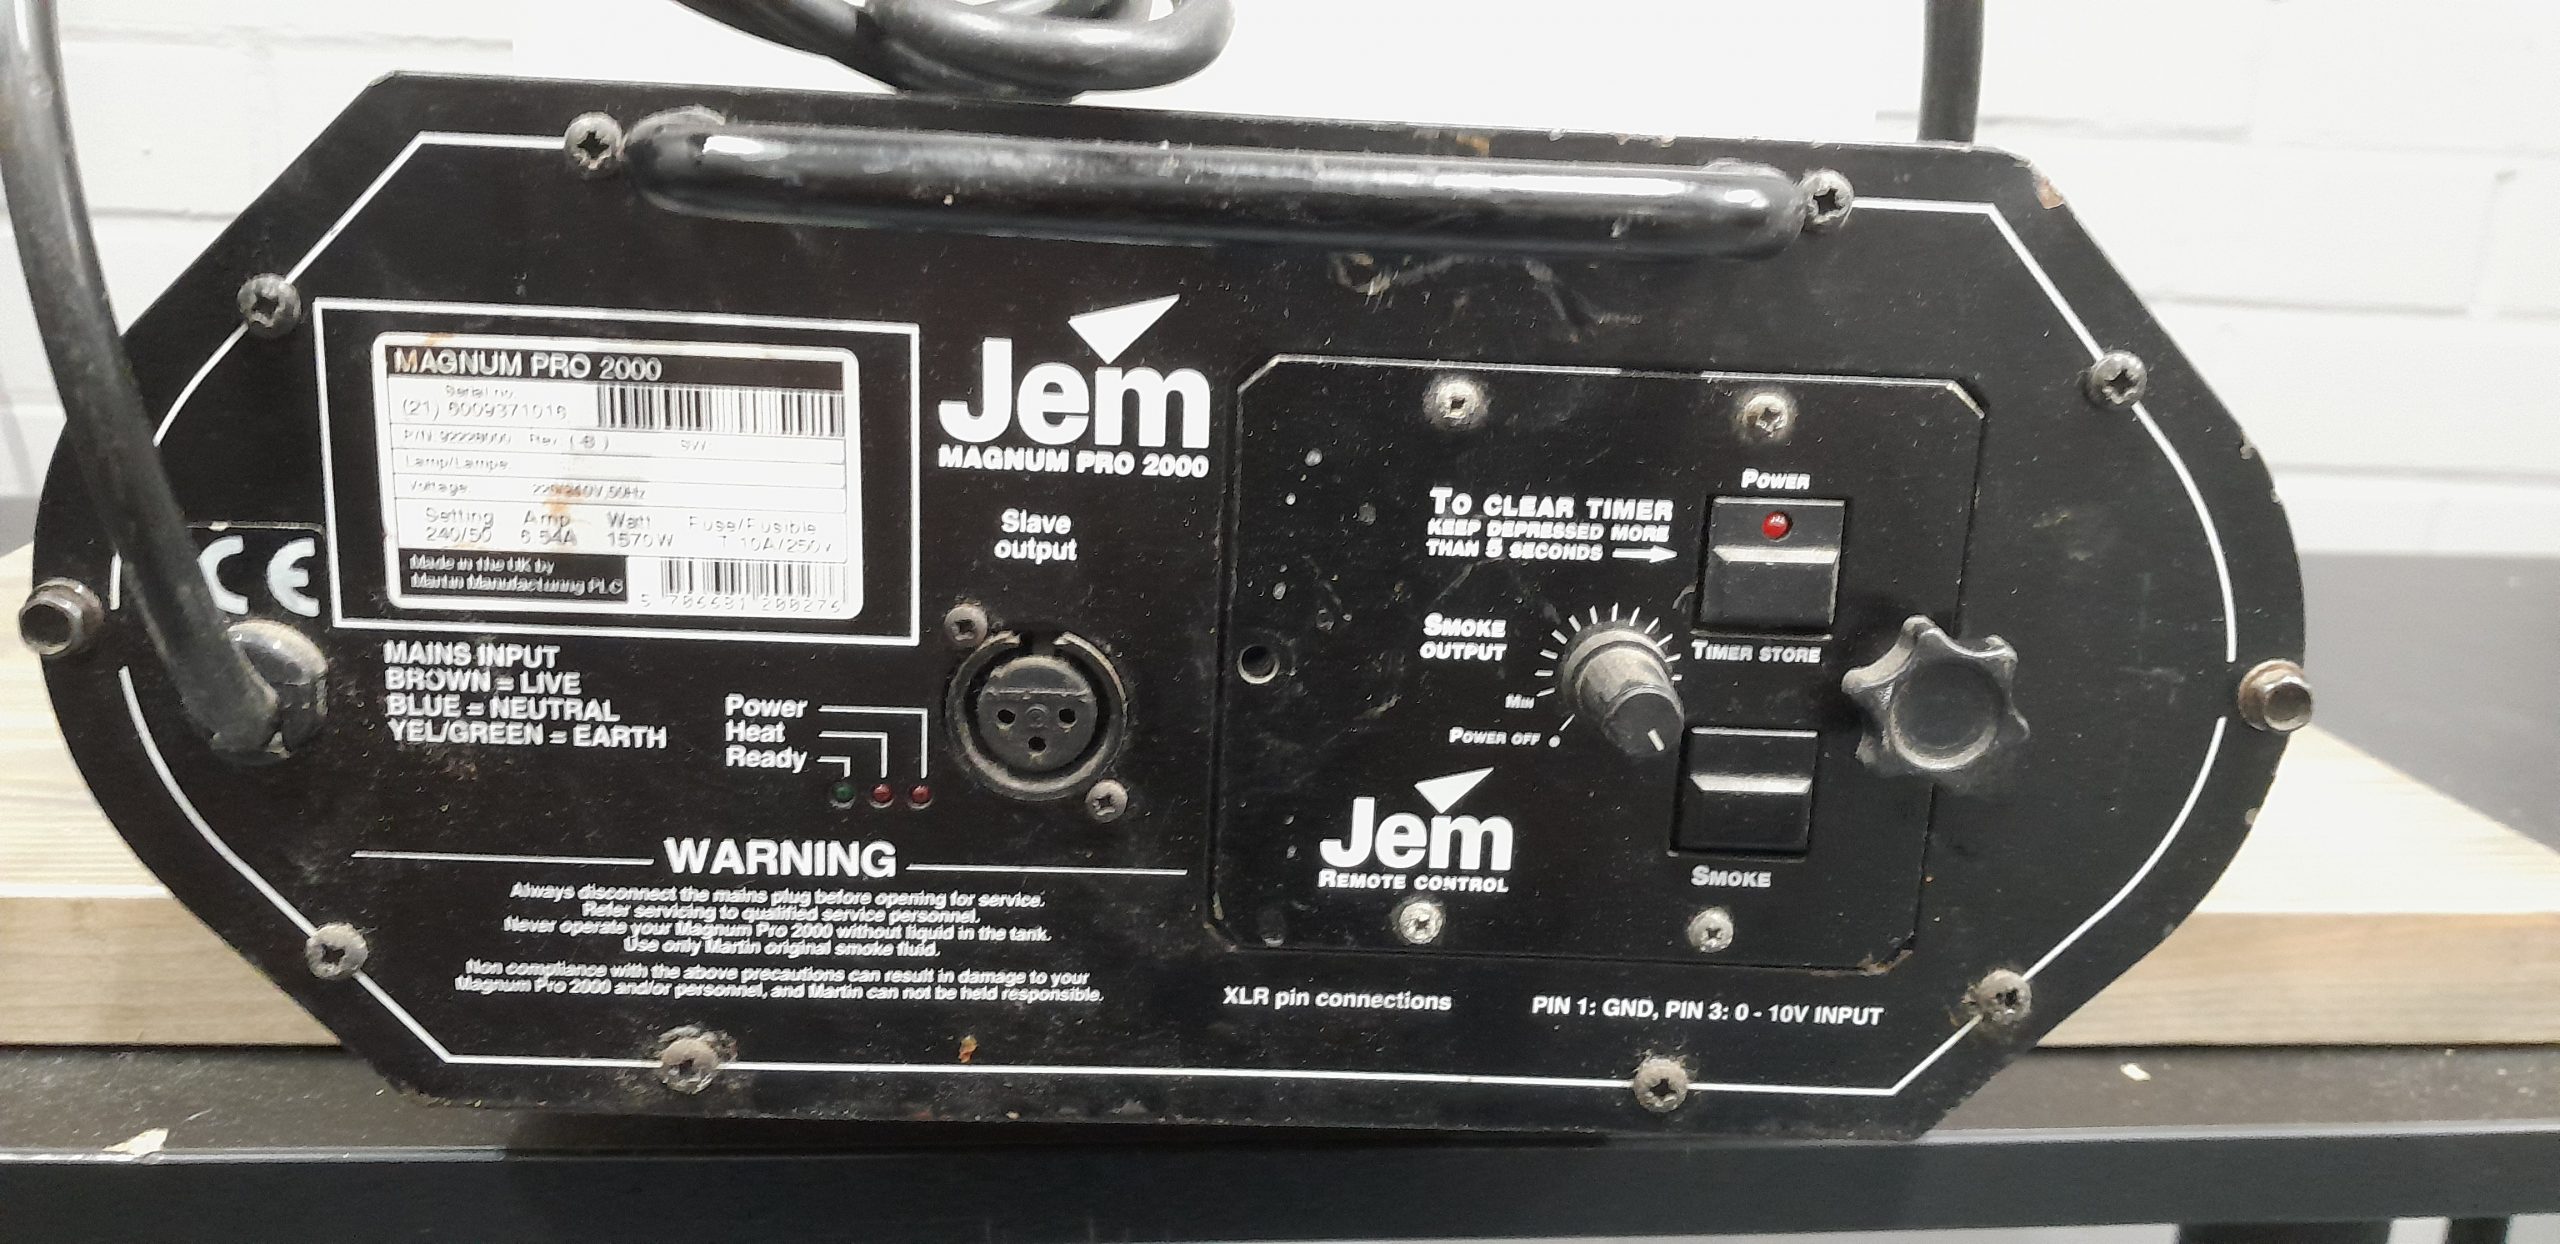 MAGNUM PRO 2000
Serial no.
(21) 6009371016
P/N 92228000 Rev. (-B)
Lamp/Lampe
Voltage 220/240V,50Hz
Setting Amp Watt Fuse/Fusible
240/50 6.54A 1570W T 10A/250v
Made in the UK by
Martin Manufacturing PLC
5 706681 200276
CE
MAINS INPUT
BROWN = LIVE
BLUE = NEUTRAL
YEL/GREEN = EARTH
Power
Heat
Ready
Jem
MAGNUM PRO 2000
Slave
output
WARNING
Always disconnect the mains plug before opening for service.
Refer servicing to qualified service personnel.
Never operate your Magnum Pro 2000 without liquid in the tank.
Use only Martin original smoke fluid.
Non compliance with the above precautions can result in damage to your
Magnum Pro 2000 and/or personnel, and Martin can not be held responsible.
POWER
TO CLEAR TIMER
KEEP DEPRESSED MORE
THAN 5 SECONDS
TIMER STORE
SMOKE
OUTPUT
MIN
POWER OFF
Jem
REMOTE CONTROL
SMOKE
XLR pin connections PIN 1: GND, PIN 3: 0 - 10V INPUT